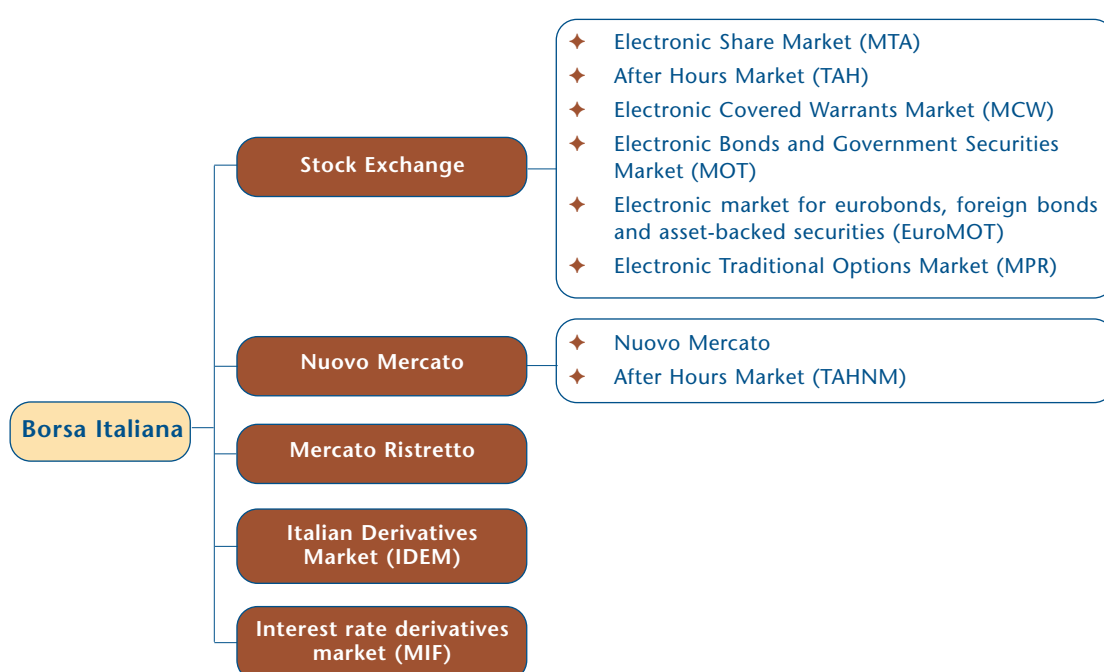 Borsa Italiana
Stock Exchange
Electronic Share Market (MTA)
After Hours Market (TAH)
Electronic Covered Warrants Market (MCW)
Electronic Bonds and Government Securities
Market (MOT)
Electronic market for eurobonds, foreign bonds
and asset-backed securities (EuroMOT)
Electronic Traditional Options Market (MPR)
Nuovo Mercato
Nuovo Mercato
After Hours Market (TAHNM)
Mercato Ristretto
Italian Derivatives
Market (IDEM)
Interest rate derivatives
market (MIF)